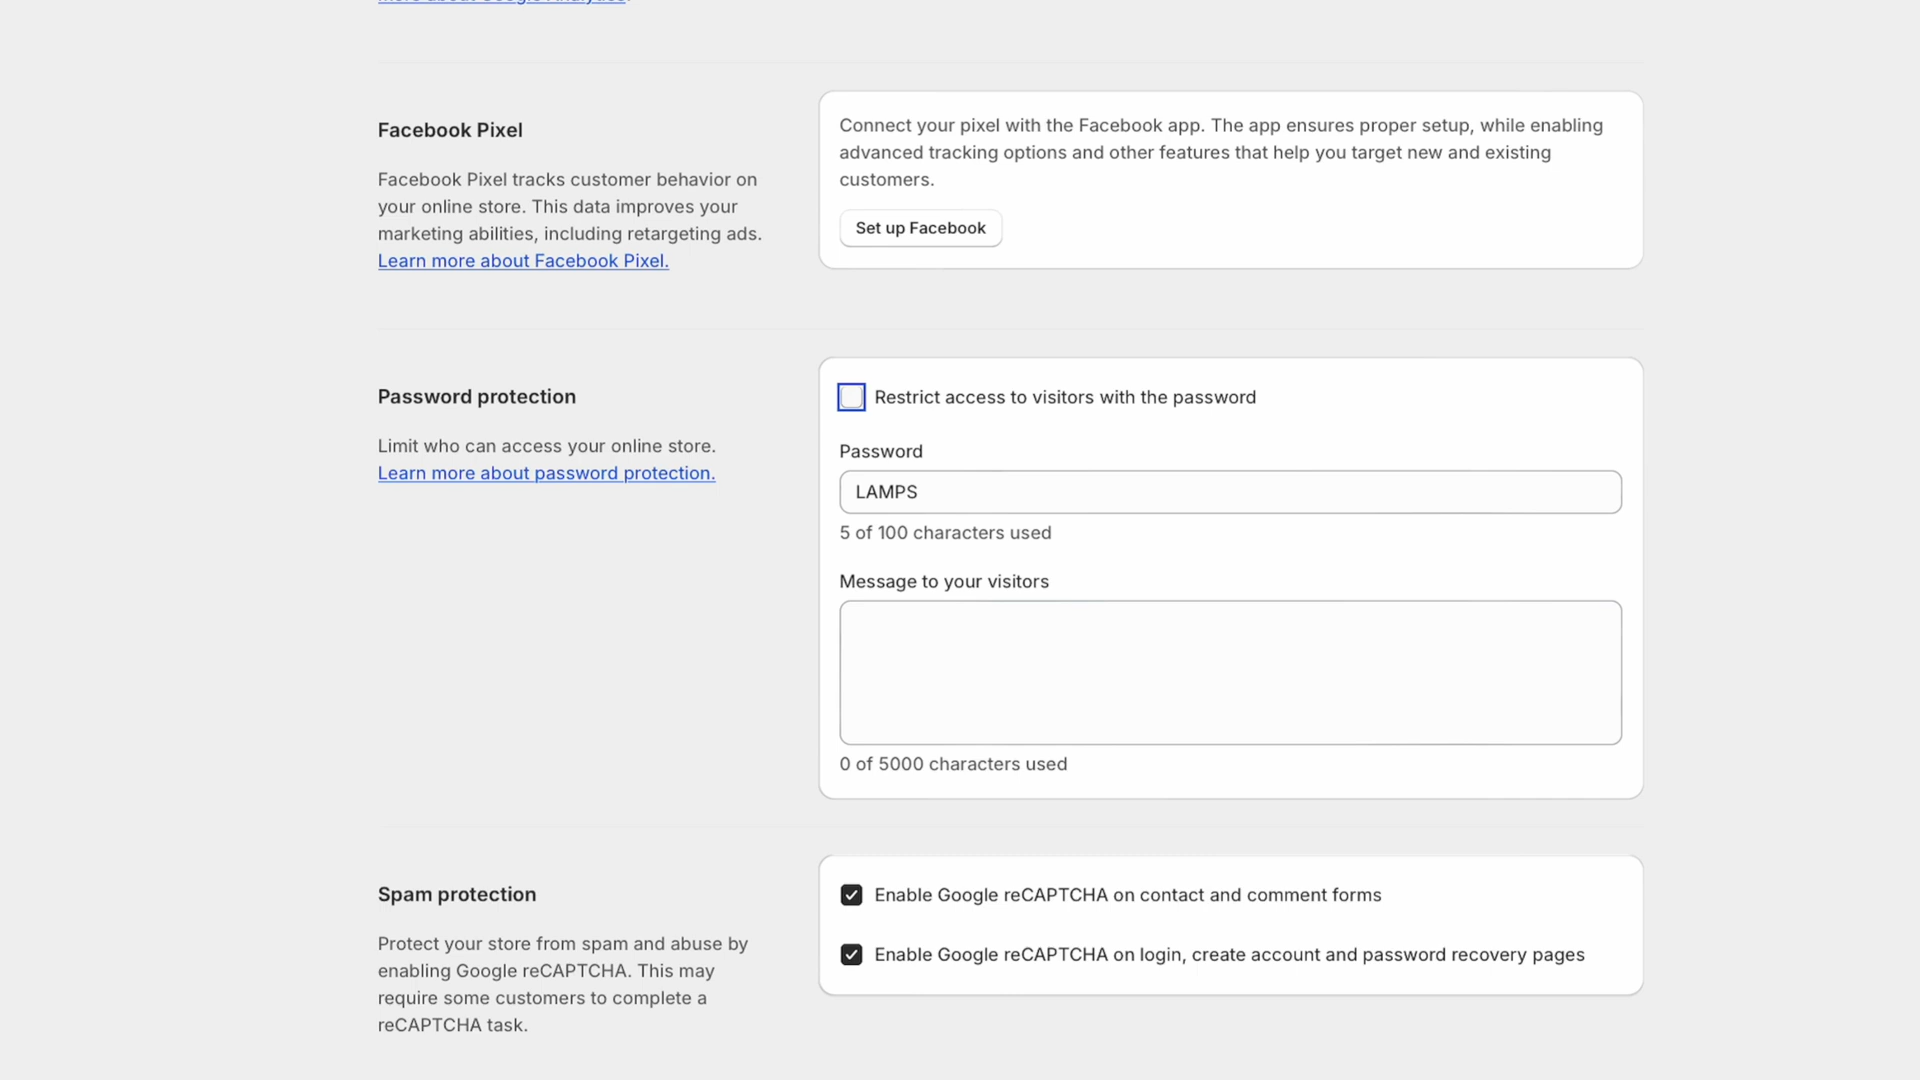 more about Google Analytics.
Facebook Pixel
Facebook Pixel tracks customer behavior on
your online store. This data improves your
marketing abilities, including retargeting ads.
Learn more about Facebook Pixel.
Connect your pixel with the Facebook app. The app ensures proper setup, while enabling
advanced tracking options and other features that help you target new and existing
customers.
Set up Facebook
Password protection
Limit who can access your online store.
Learn more about password protection.
Restrict access to visitors with the password
Password
LAMPS
5 of 100 characters used
Message to your visitors
0 of 5000 characters used
Spam protection
Protect your store from spam and abuse by
enabling Google reCAPTCHA. This may
require some customers to complete a
reCAPTCHA task.
Enable Google reCAPTCHA on contact and comment forms
Enable Google reCAPTCHA on login, create account and password recovery pages